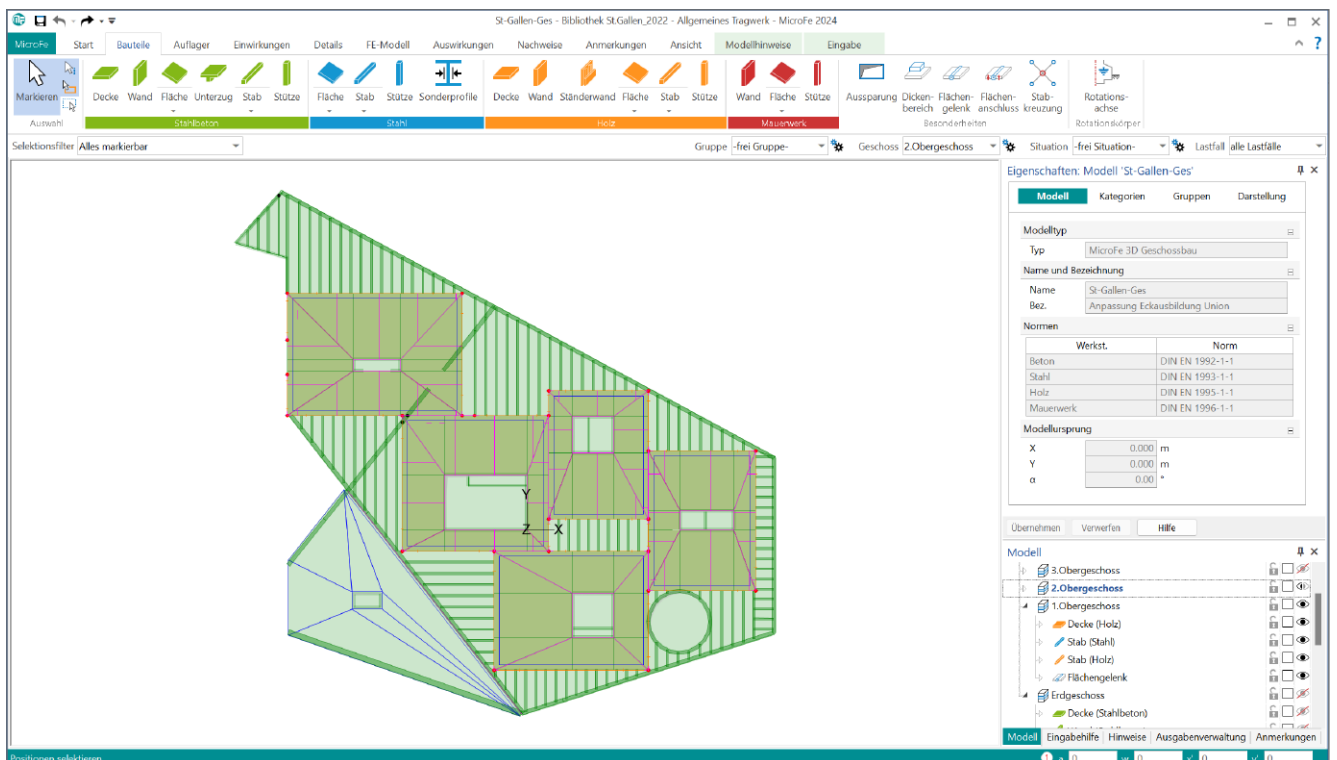 St-Gallen-Ges - Bibliothek St.Gallen_2022 - Allgemeines Tragwerk - MicroFe 2024
MicroFe Start Bauteile Auflager Einwirkungen Details FE-Modell Auswirkungen Nachweise Anmerkungen Ansicht Modellhinweise Eingabe
Markieren Decke Wand Fläche Unterzug Stab Stütze Fläche Stab Stütze Sonderprofile Decke Wand Ständerwand Fläche Stab Stütze Wand Fläche Stütze Aussparung Dicken- Flächen- Flächen- Stab- Rotations-
bereich gelenk anschluss kreuzung achse
Auswahl Stahlbeton Stahl Holz Mauerwerk Besonderheiten Rotationskörper
Selektionsfilter Alles markierbar Gruppe -frei Gruppe- Geschoss 2.Obergeschoss Situation -frei Situation- Lastfall alle Lastfälle
Eigenschaften: Modell 'St-Gallen-Ges'
Modell Kategorien Gruppen Darstellung
Modelltyp
Typ MicroFe 3D Geschossbau
Name und Bezeichnung
Name St-Gallen-Ges
Bez. Anpassung Eckausbildung Union
Normen
Werkst. Norm
Beton DIN EN 1992-1-1
Stahl DIN EN 1993-1-1
Holz DIN EN 1995-1-1
Mauerwerk DIN EN 1996-1-1
Modellursprung
X 0.000 m
Y 0.000 m
α 0.00 °
Übernehmen Verwerfen Hilfe
Y
Z X
Modell
3.Obergeschoss
2.Obergeschoss
1.Obergeschoss
Decke (Holz)
Stab (Stahl)
Stab (Holz)
Flächengelenk
Erdgeschoss
Decke (Stahlbeton)
Modell Eingabehilfe Hinweise Ausgabenverwaltung Anmerkungen
Positionen selektieren 1 0 0 0 0